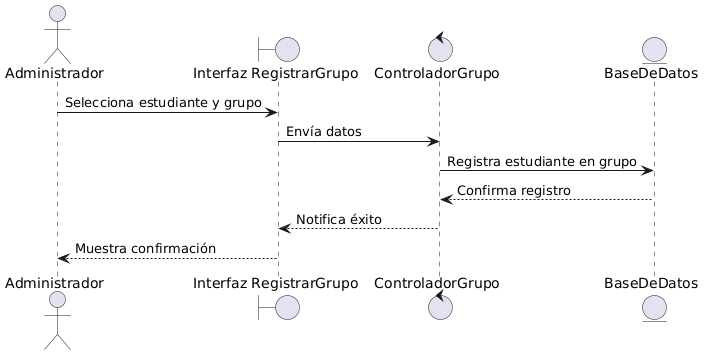 Administrador
Interfaz RegistrarGrupo
ControladorGrupo
BaseDeDatos
Selecciona estudiante y grupo
Envía datos
Registra estudiante en grupo
Confirma registro
Notifica éxito
Muestra confirmación
Administrador
Interfaz RegistrarGrupo
ControladorGrupo
BaseDeDatos